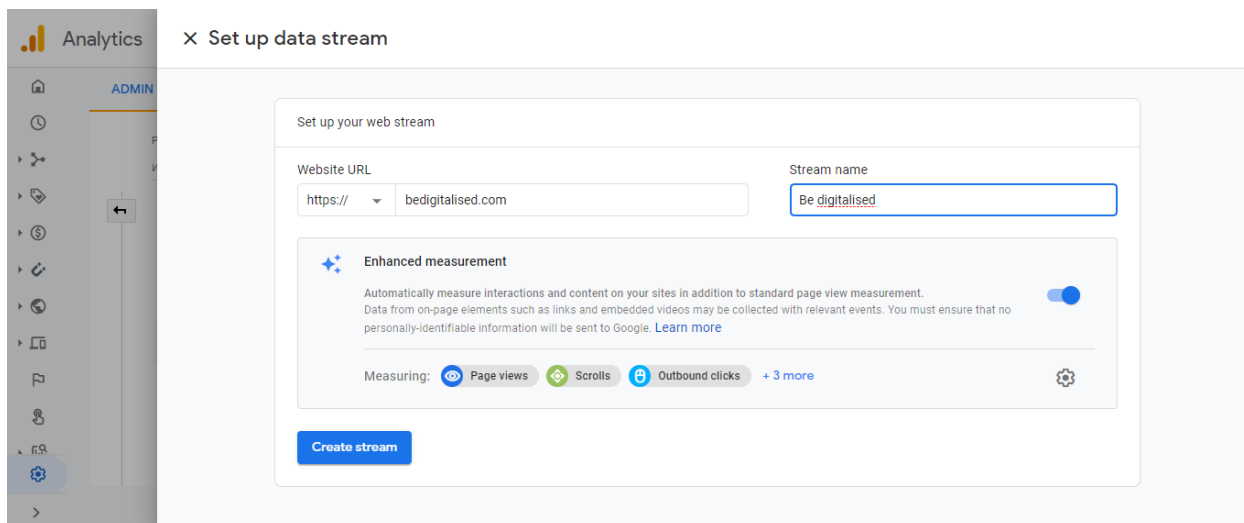 Analytics
Set up data stream
ADMIN
Set up your web stream
Website URL
Stream name
https://
bedigitalised.com
Be digitalised
Enhanced measurement
Automatically measure interactions and content on your sites in addition to standard page view measurement.
Data from on-page elements such as links and embedded videos may be collected with relevant events. You must ensure that no
personally-identifiable information will be sent to Google. Learn more
Measuring:
Page views
Scrolls
Outbound clicks
+ 3 more
Create stream